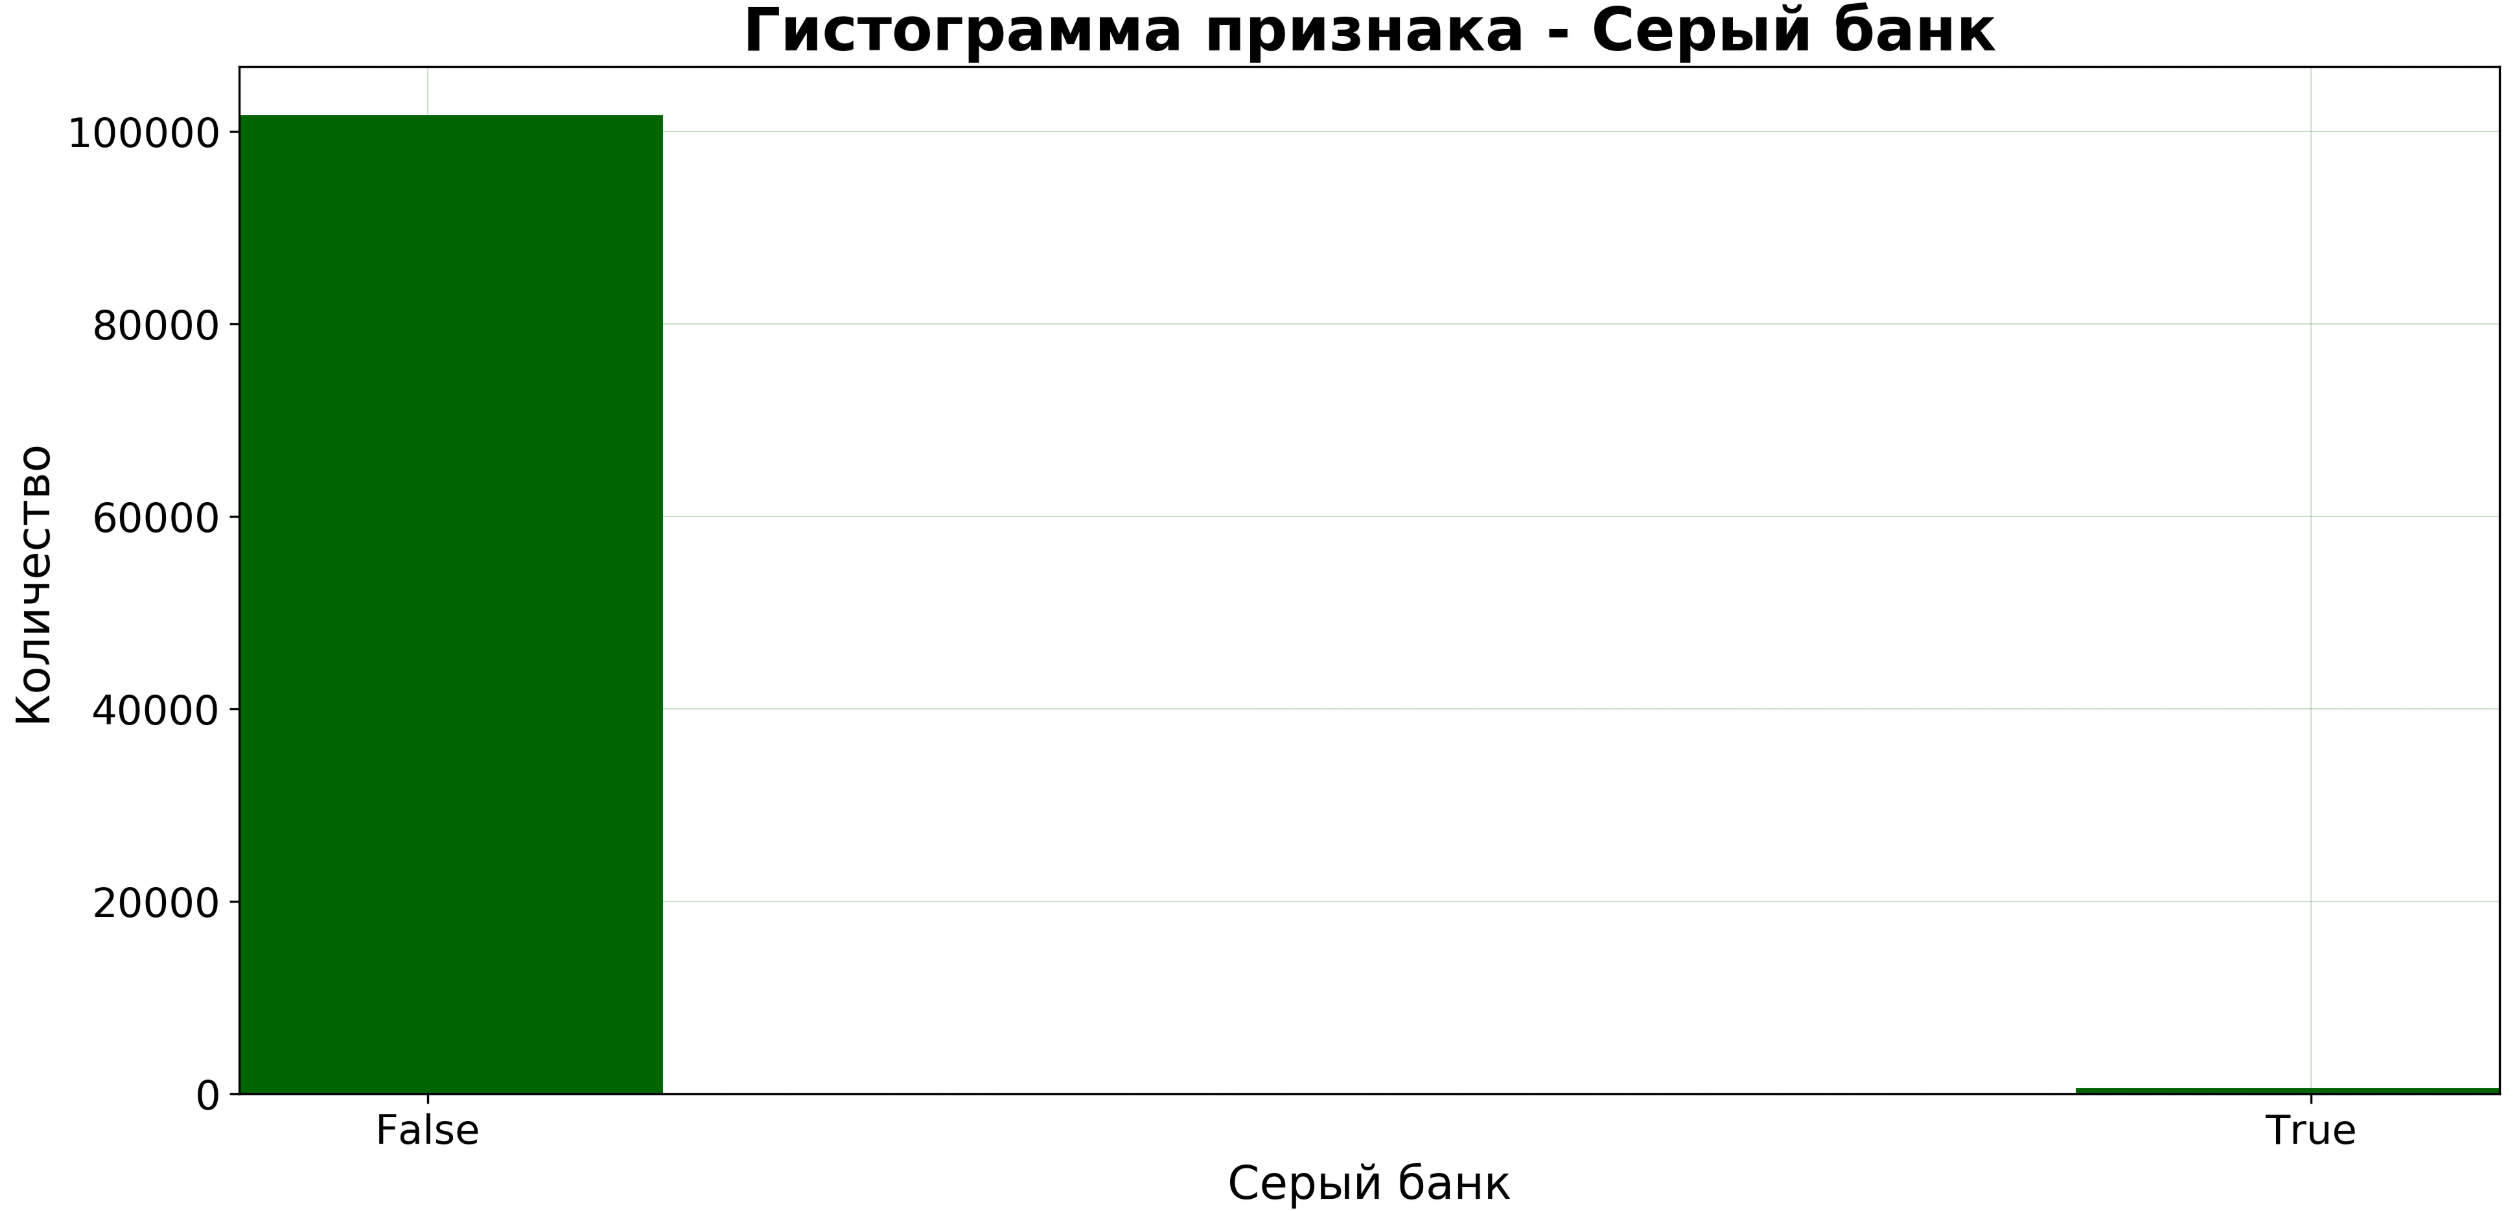 Гистограмма признака - Серый банк
Количество
100000
80000
60000
40000
20000
0
False
True
Серый банк